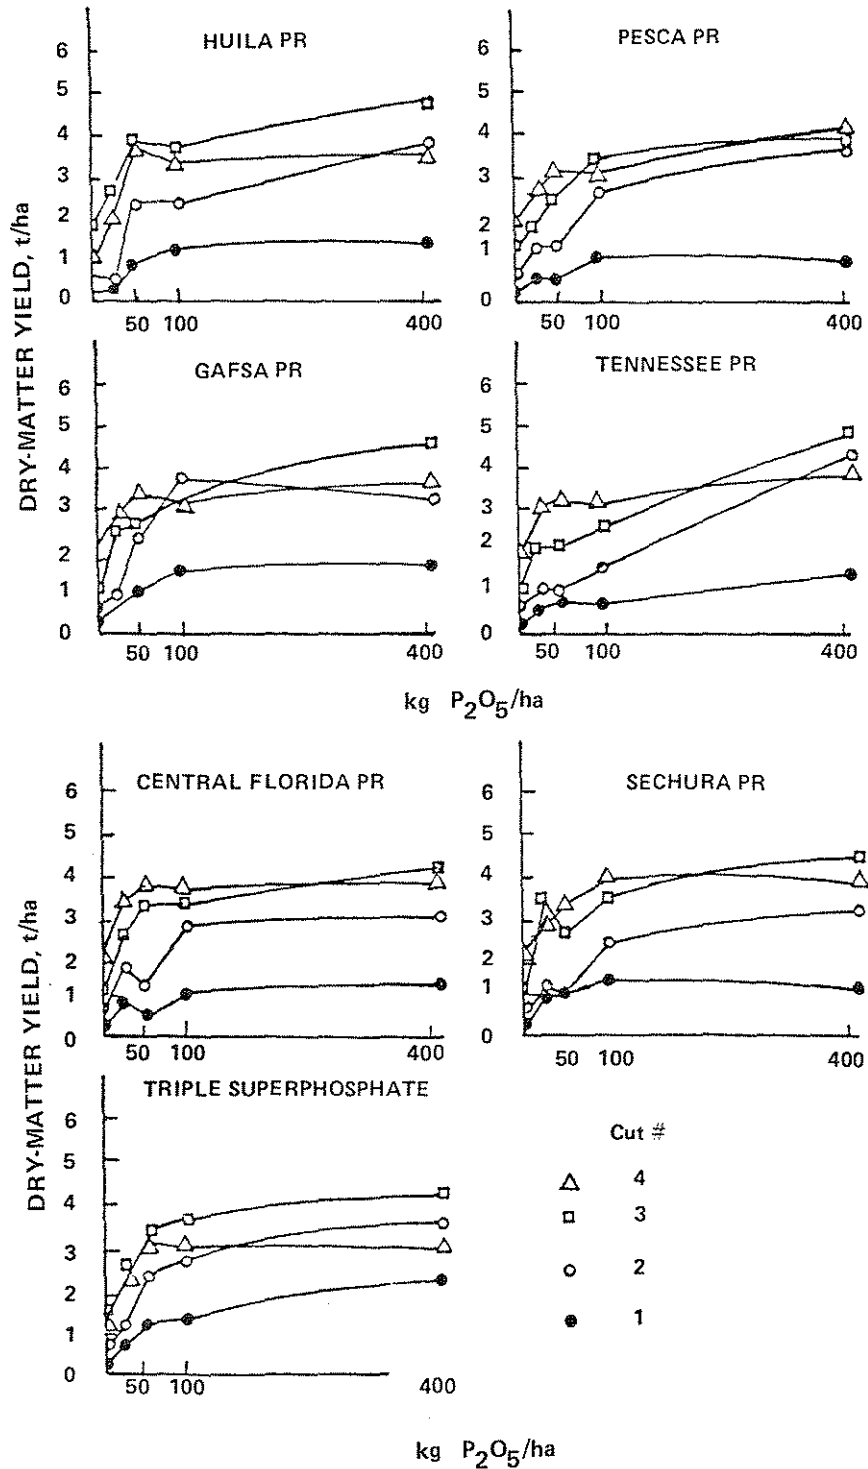 HUILA PR
PESCA PR
6
5
4
3
2
1
0
50 100 400
6
5
4
3
2
1
0
50 100 400
GAFSA PR
TENNESSEE PR
6
5
4
3
2
1
0
50 100 400
6
5
4
3
2
1
0
50 100 400
DRY-MATTER YIELD, t/ha
kg P₂O₅/ha
CENTRAL FLORIDA PR
SECHURA PR
6
5
4
3
2
1
0
50 100 400
6
5
4
3
2
1
0
50 100 400
TRIPLE SUPERPHOSPHATE
6
5
4
3
2
1
0
50 100 400
DRY-MATTER YIELD, t/ha
Cut #
4
3
2
1
kg P₂O₅/ha